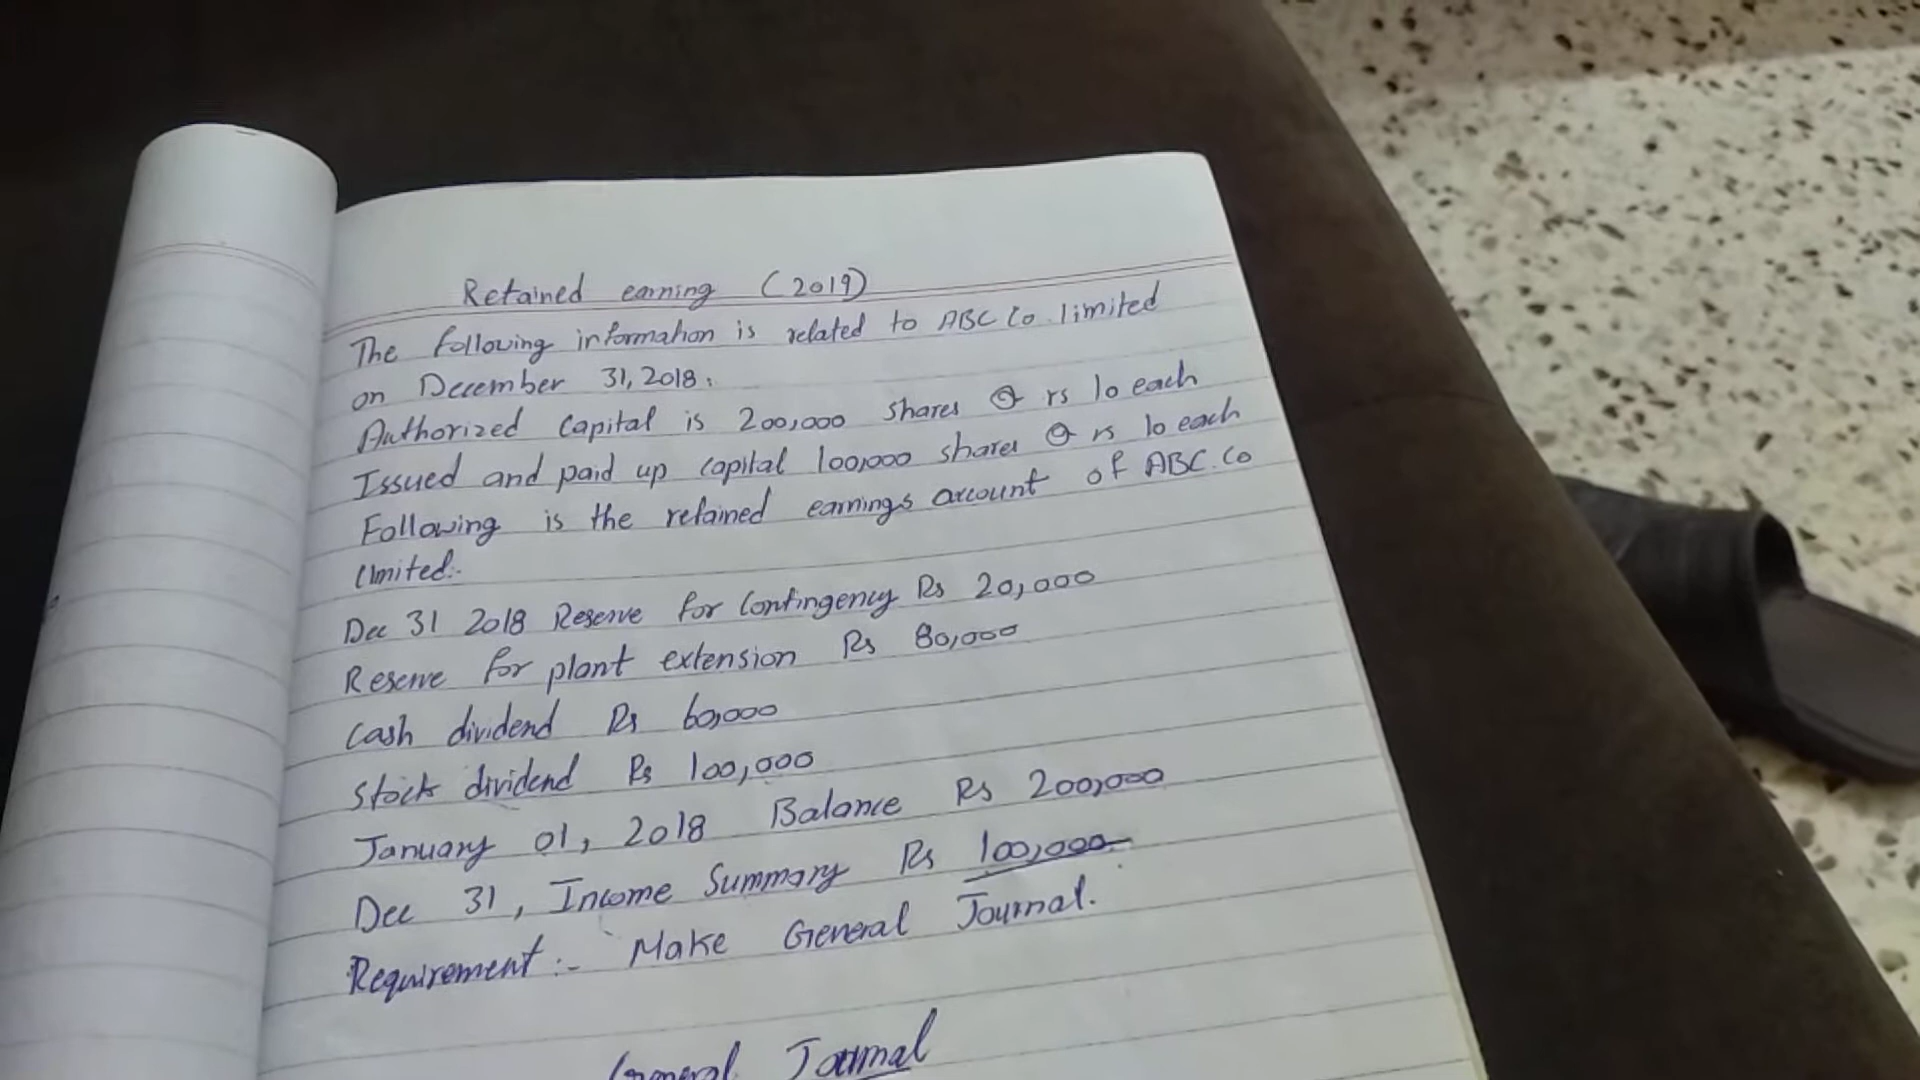 Retained earning (2019)
The following information is related to ABC Co. limited
on December 31, 2018:
Authorized Capital is 200,000 shares @ rs 10 each
Issued and paid up capital 100,000 shares @ rs 10 each
Following is the retained earnings account of ABC. Co
limited:-
Dec 31 2018 Reserve for Contingency Rs 20,000
Reserve for plant extension Rs 80,000
Cash dividend Rs 60,000
Stock dividend Rs 100,000
January 01, 2018 Balance Rs 200,000
Dec 31, Income Summary Rs 100,000
Requirement:- Make General Journal.
General Journal